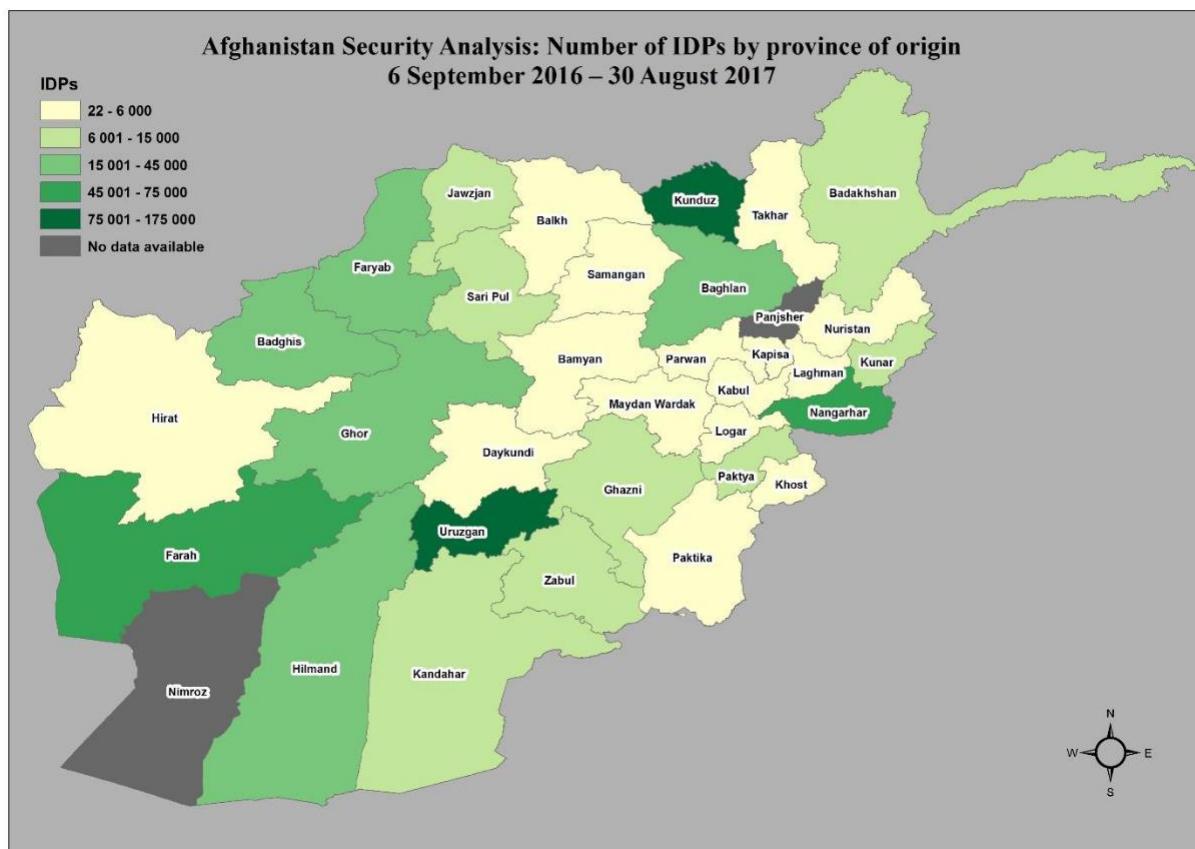 Afghanistan Security Analysis: Number of IDPs by province of origin
6 September 2016 – 30 August 2017
IDPs
22 - 6 000
6 001 - 15 000
15 001 - 45 000
45 001 - 75 000
75 001 - 175 000
No data available
Jawzjan
Balkh
Kunduz
Takhar
Badakhshan
Faryab
Sari Pul
Samangan
Baghlan
Panjsher
Nuristan
Badghis
Bamyan
Parwan
Kapisa
Laghman
Kunar
Hirat
Ghor
Maydan Wardak
Kabul
Nangarhar
Logar
Daykundi
Ghazni
Paktya
Khost
Uruzgan
Farah
Zabul
Paktika
Nimroz
Hilmand
Kandahar
N
W E
S